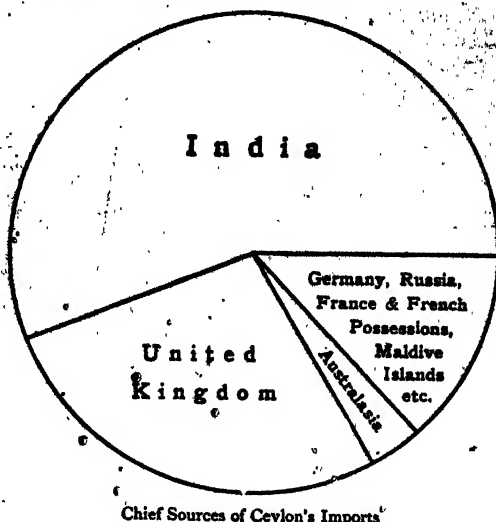 India
Germany, Russia,
France & French
Possessions,
Maldive
Islands
etc.
United
Kingdom
Australasia
Chief Sources of Ceylon's Imports